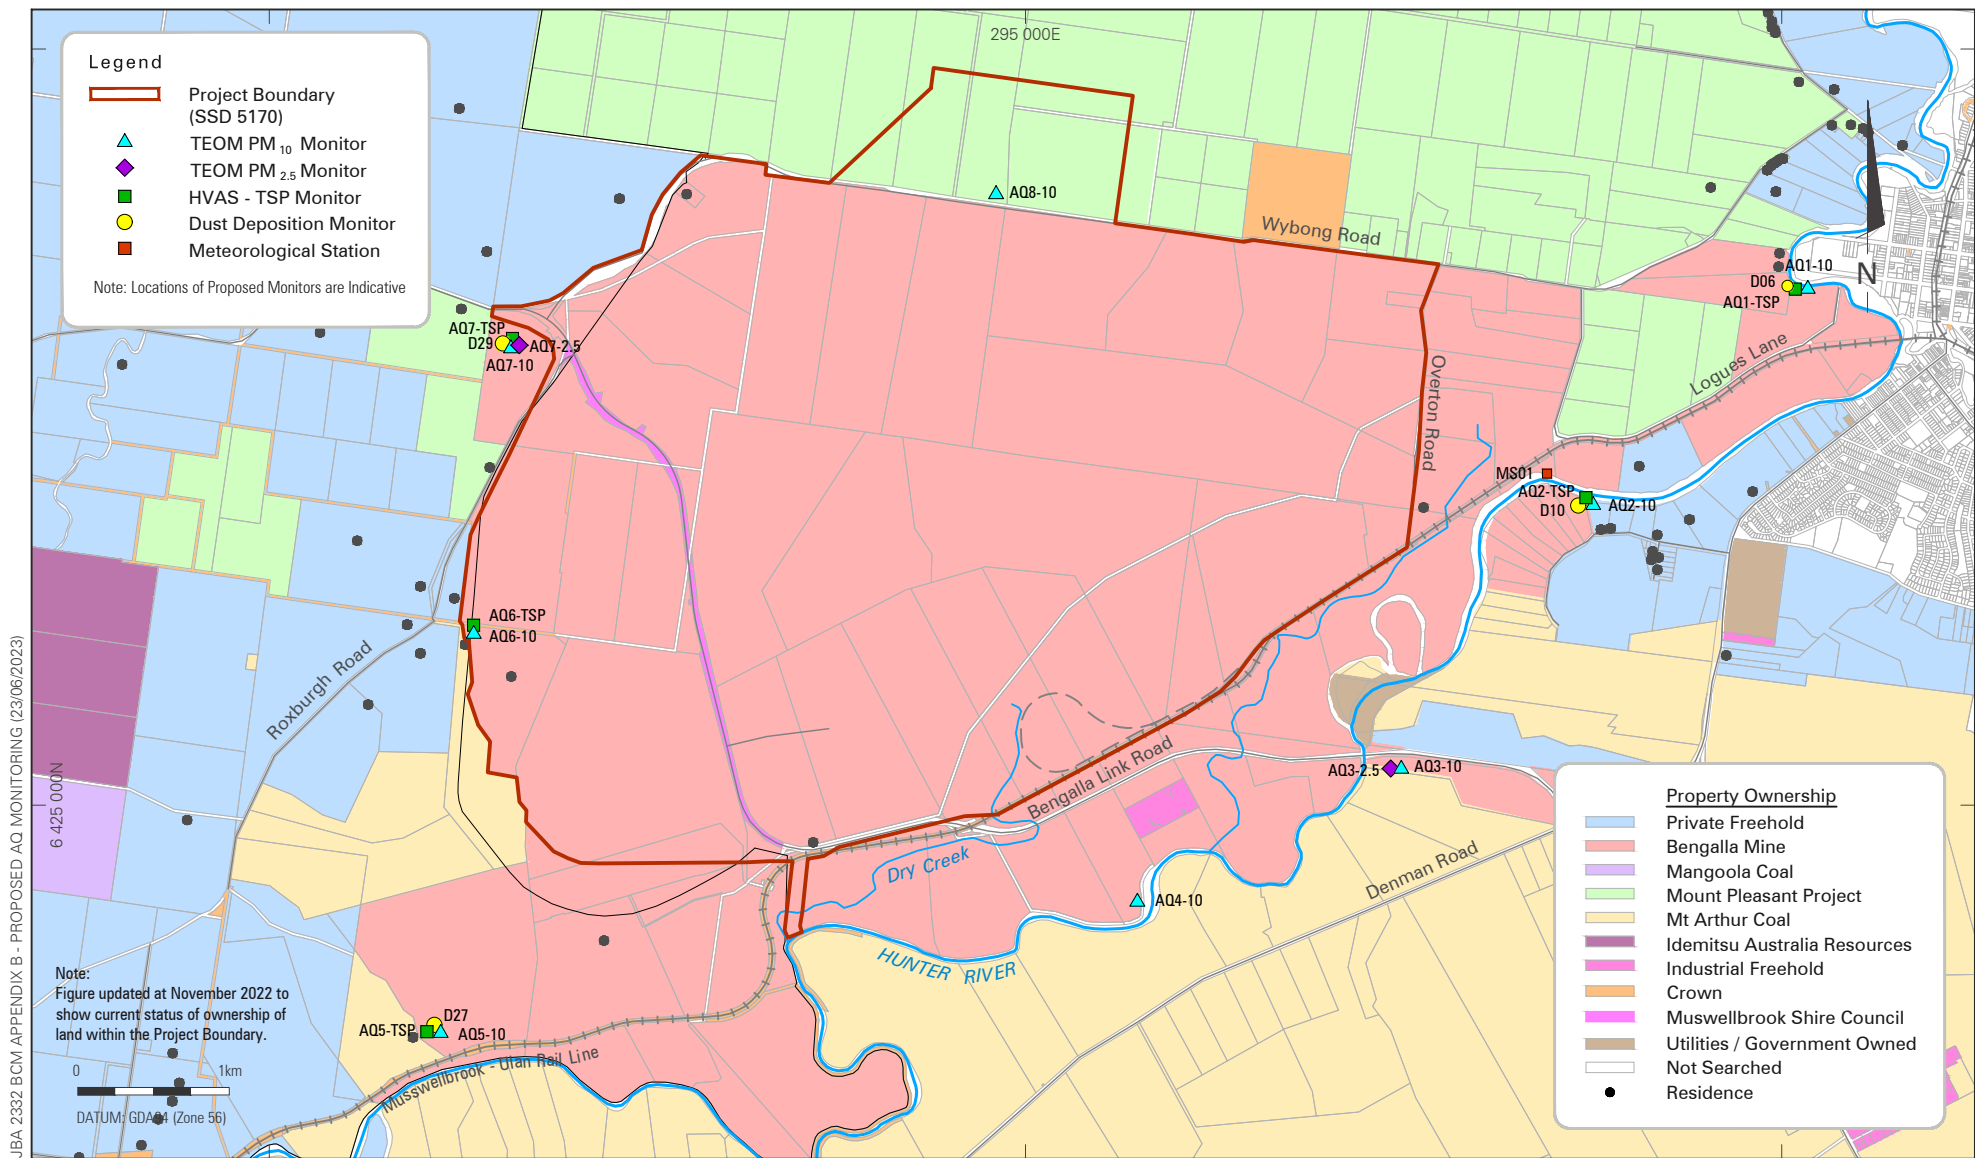 295 000E
Legend
Project Boundary
(SSD 5170)
TEOM PM 10 Monitor
TEOM PM 2.5 Monitor
HVAS - TSP Monitor
Dust Deposition Monitor
Meteorological Station
Note: Locations of Proposed Monitors are Indicative
AQ8-10
Wybong Road
N
AQ1-10
D06
AQ1-TSP
AQ7-TSP
D29
AQ7-2.5
AQ7-10
Logues Lane
Overton Road
MS01
AQ2-TSP
D10
AQ2-10
AQ6-TSP
AQ6-10
Roxburgh Road
6 425 000N
Bengalla Link Road
AQ3-2.5
AQ3-10
Dry Creek
Denman Road
AQ4-10
HUNTER RIVER
Property Ownership
Private Freehold
Bengalla Mine
Mangoola Coal
Mount Pleasant Project
Mt Arthur Coal
Idemitsu Australia Resources
Industrial Freehold
Crown
Muswellbrook Shire Council
Utilities / Government Owned
Not Searched
Residence
Note:
Figure updated at November 2022 to
show current status of ownership of
land within the Project Boundary.
D27
AQ5-TSP
AQ5-10
Musswellbrook - Ulan Rail Line
0 1km
DATUM: GDA94 (Zone 56)
JBA 2332 BCM APPENDIX B - PROPOSED AQ MONITORING (23/06/2023)